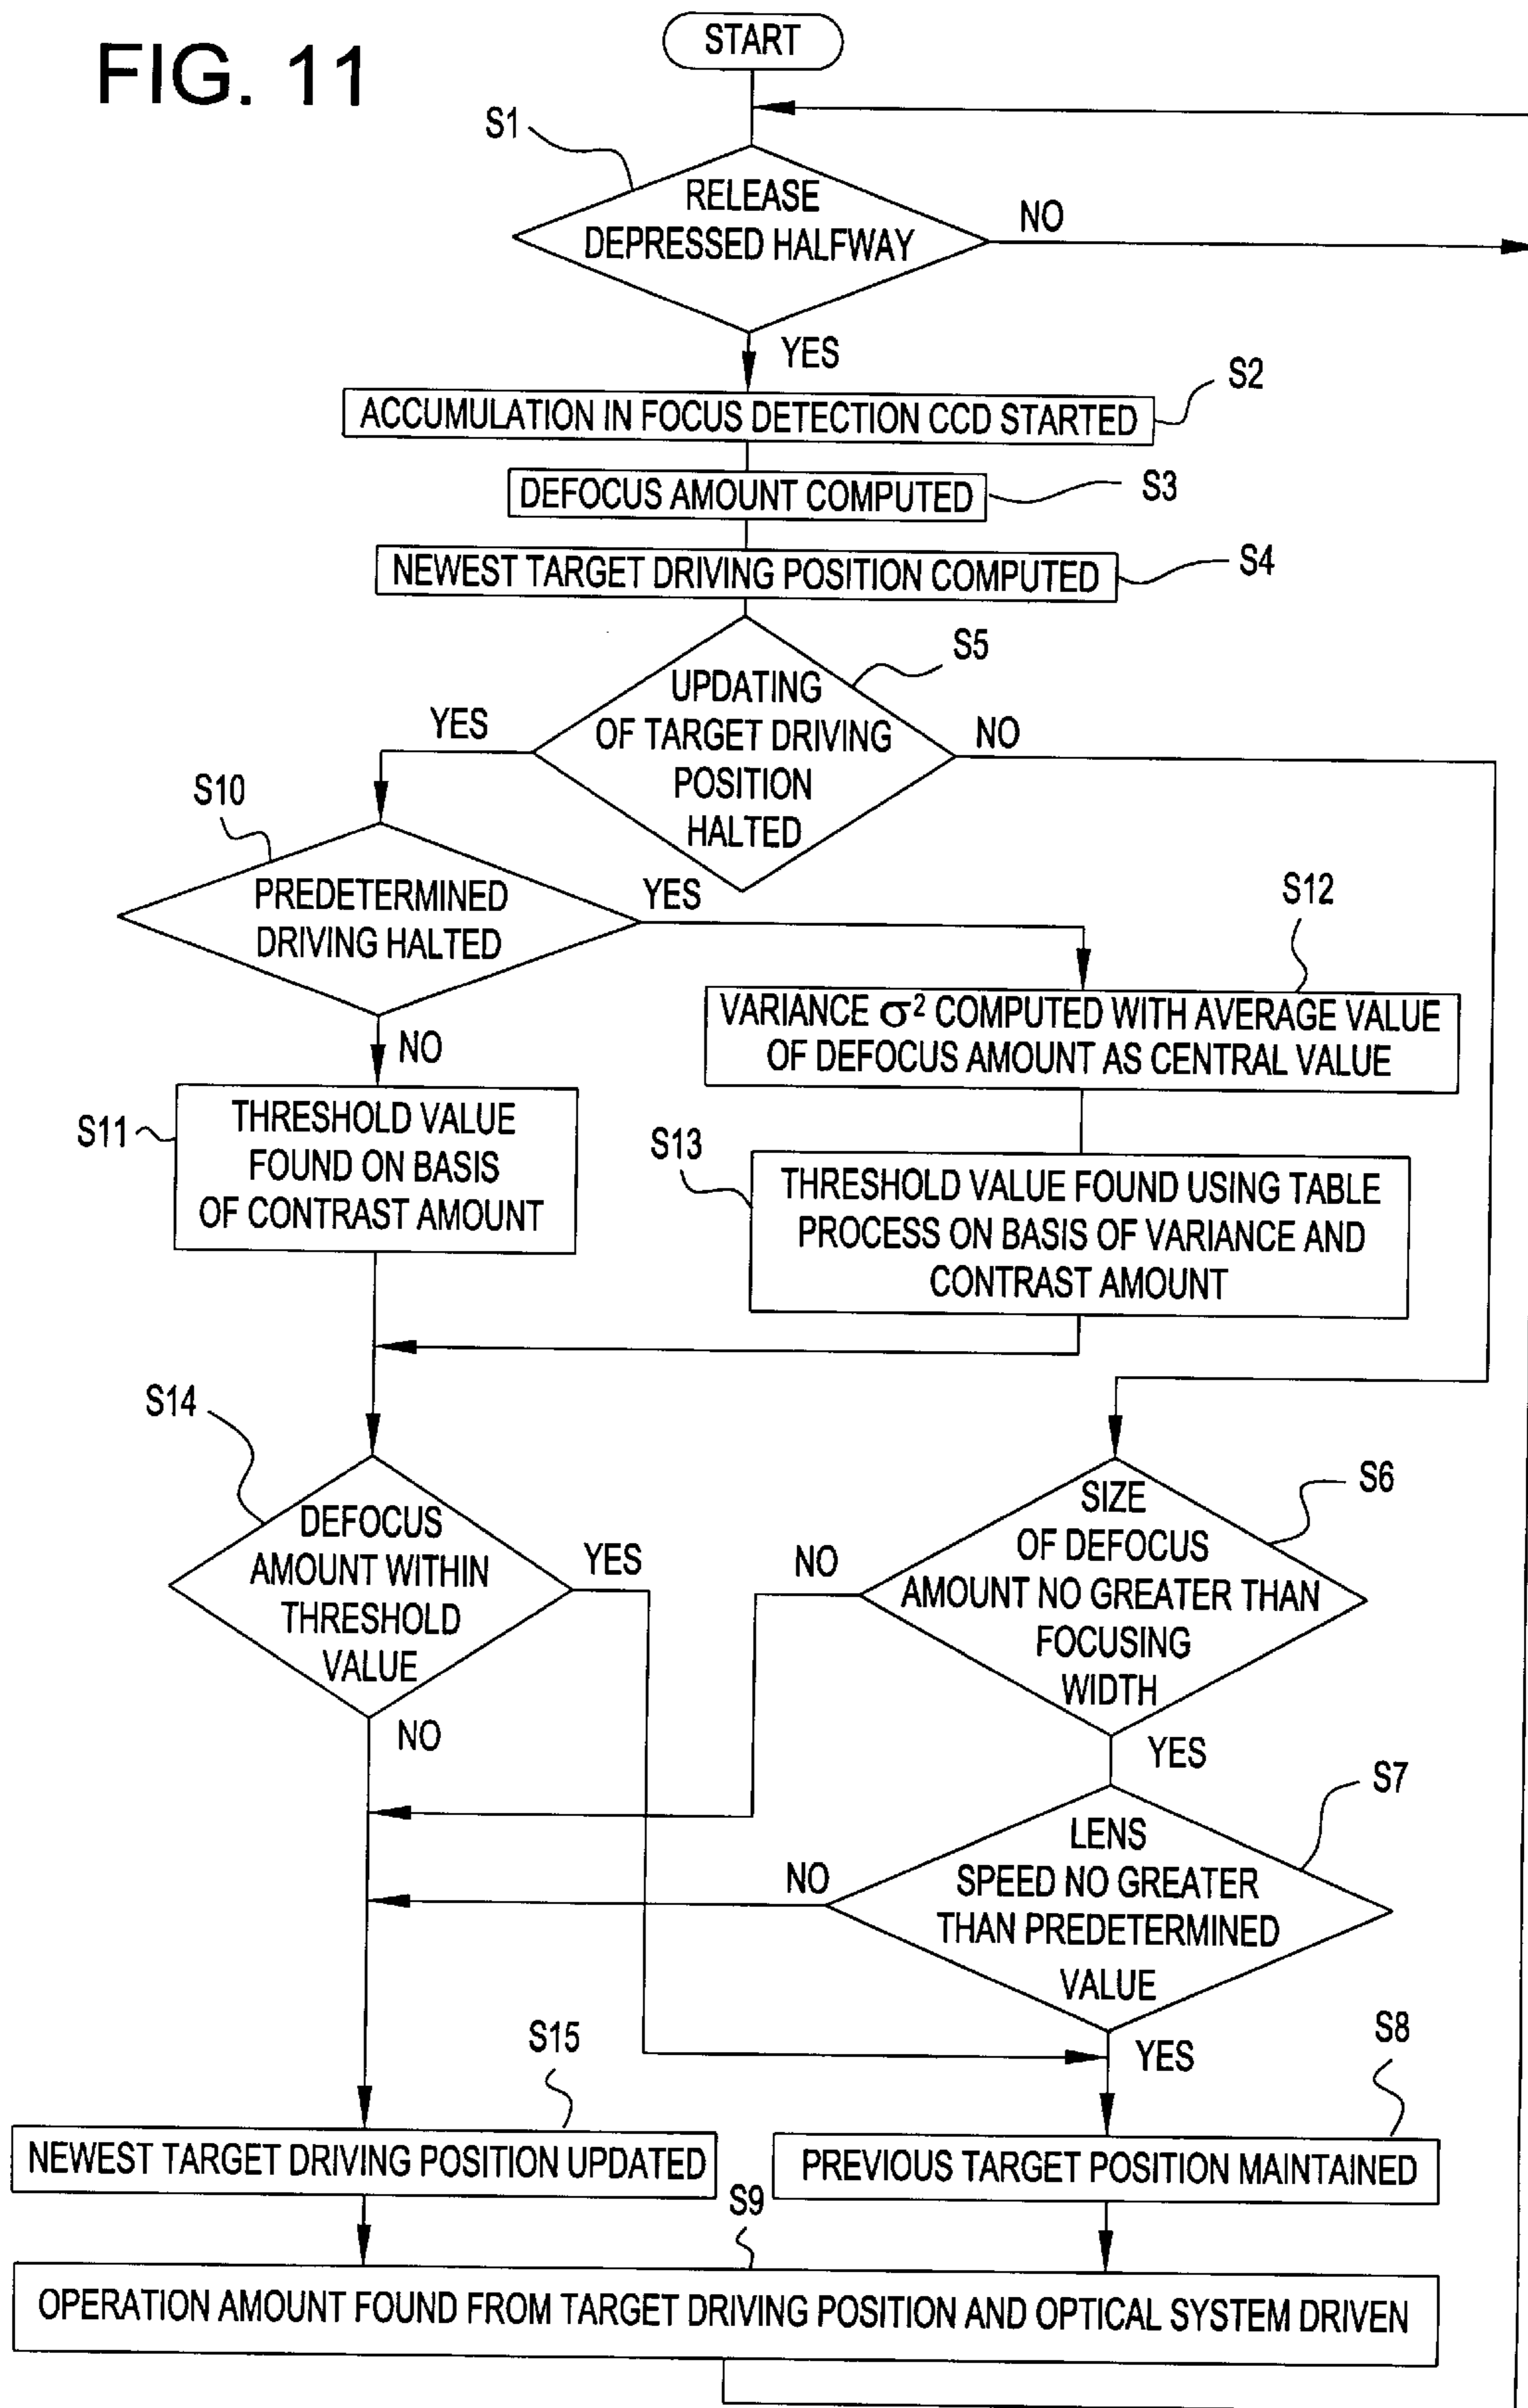 FIG. 11
START
S1
RELEASE
DEPRESSED HALFWAY
NO
YES
S2
ACCUMULATION IN FOCUS DETECTION CCD STARTED
DEFOCUS AMOUNT COMPUTED
S3
NEWEST TARGET DRIVING POSITION COMPUTED
S4
S5
UPDATING
OF TARGET DRIVING
POSITION
HALTED
YES
NO
S10
PREDETERMINED
DRIVING HALTED
YES
NO
S12
VARIANCE σ² COMPUTED WITH AVERAGE VALUE
OF DEFOCUS AMOUNT AS CENTRAL VALUE
S11
THRESHOLD VALUE
FOUND ON BASIS
OF CONTRAST AMOUNT
S13
THRESHOLD VALUE FOUND USING TABLE
PROCESS ON BASIS OF VARIANCE AND
CONTRAST AMOUNT
S14
DEFOCUS
AMOUNT WITHIN
THRESHOLD
VALUE
YES
NO
S6
SIZE
OF DEFOCUS
AMOUNT NO GREATER THAN
FOCUSING
WIDTH
NO
YES
S7
LENS
SPEED NO GREATER
THAN PREDETERMINED
VALUE
NO
YES
S15
S8
NEWEST TARGET DRIVING POSITION UPDATED
PREVIOUS TARGET POSITION MAINTAINED
S9
OPERATION AMOUNT FOUND FROM TARGET DRIVING POSITION AND OPTICAL SYSTEM DRIVEN